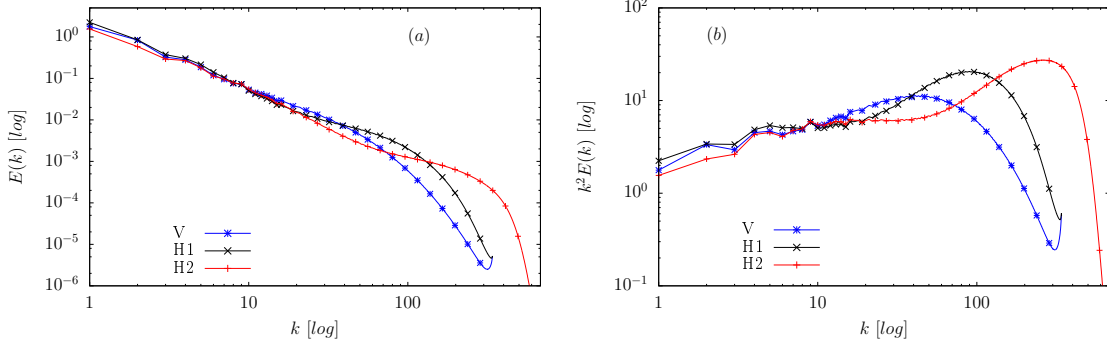 (a)
E(k) [log]
10^0
10^-1
10^-2
10^-3
10^-4
10^-5
10^-6
V
H1
H2
1
10
100
k [log]
(b)
k^2E(k) [log]
10^2
10^1
10^0
10^-1
V
H1
H2
1
10
100
k [log]